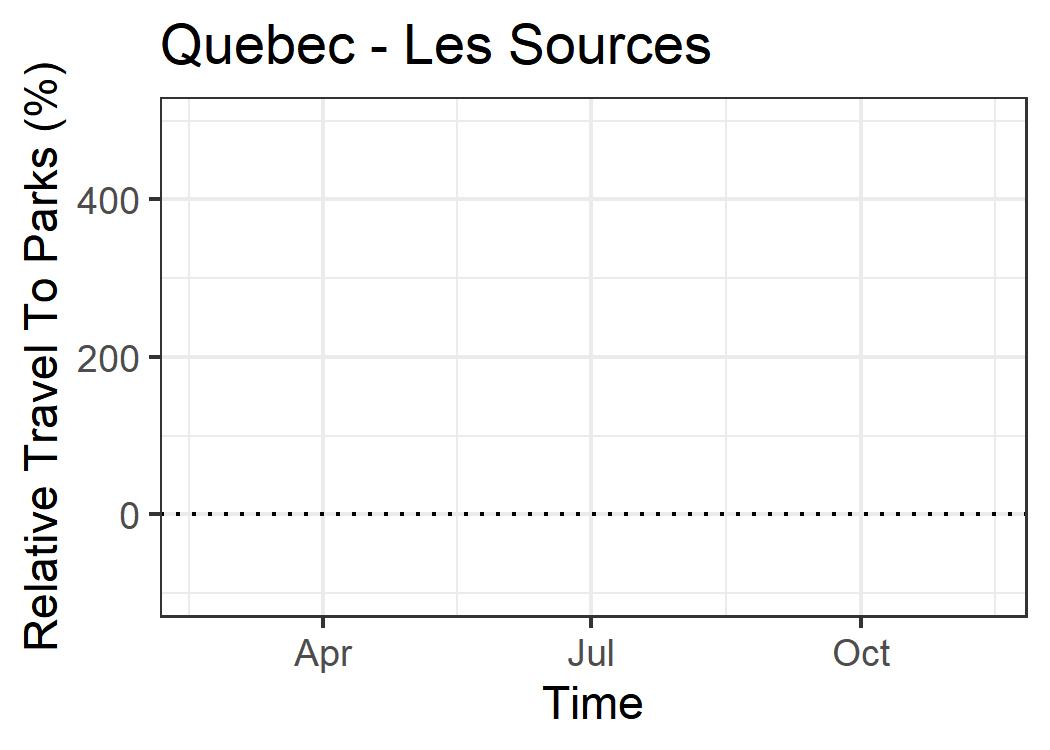 Quebec - Les Sources
Relative Travel To Parks (%)
400
200
0
Apr Jul Oct
Time